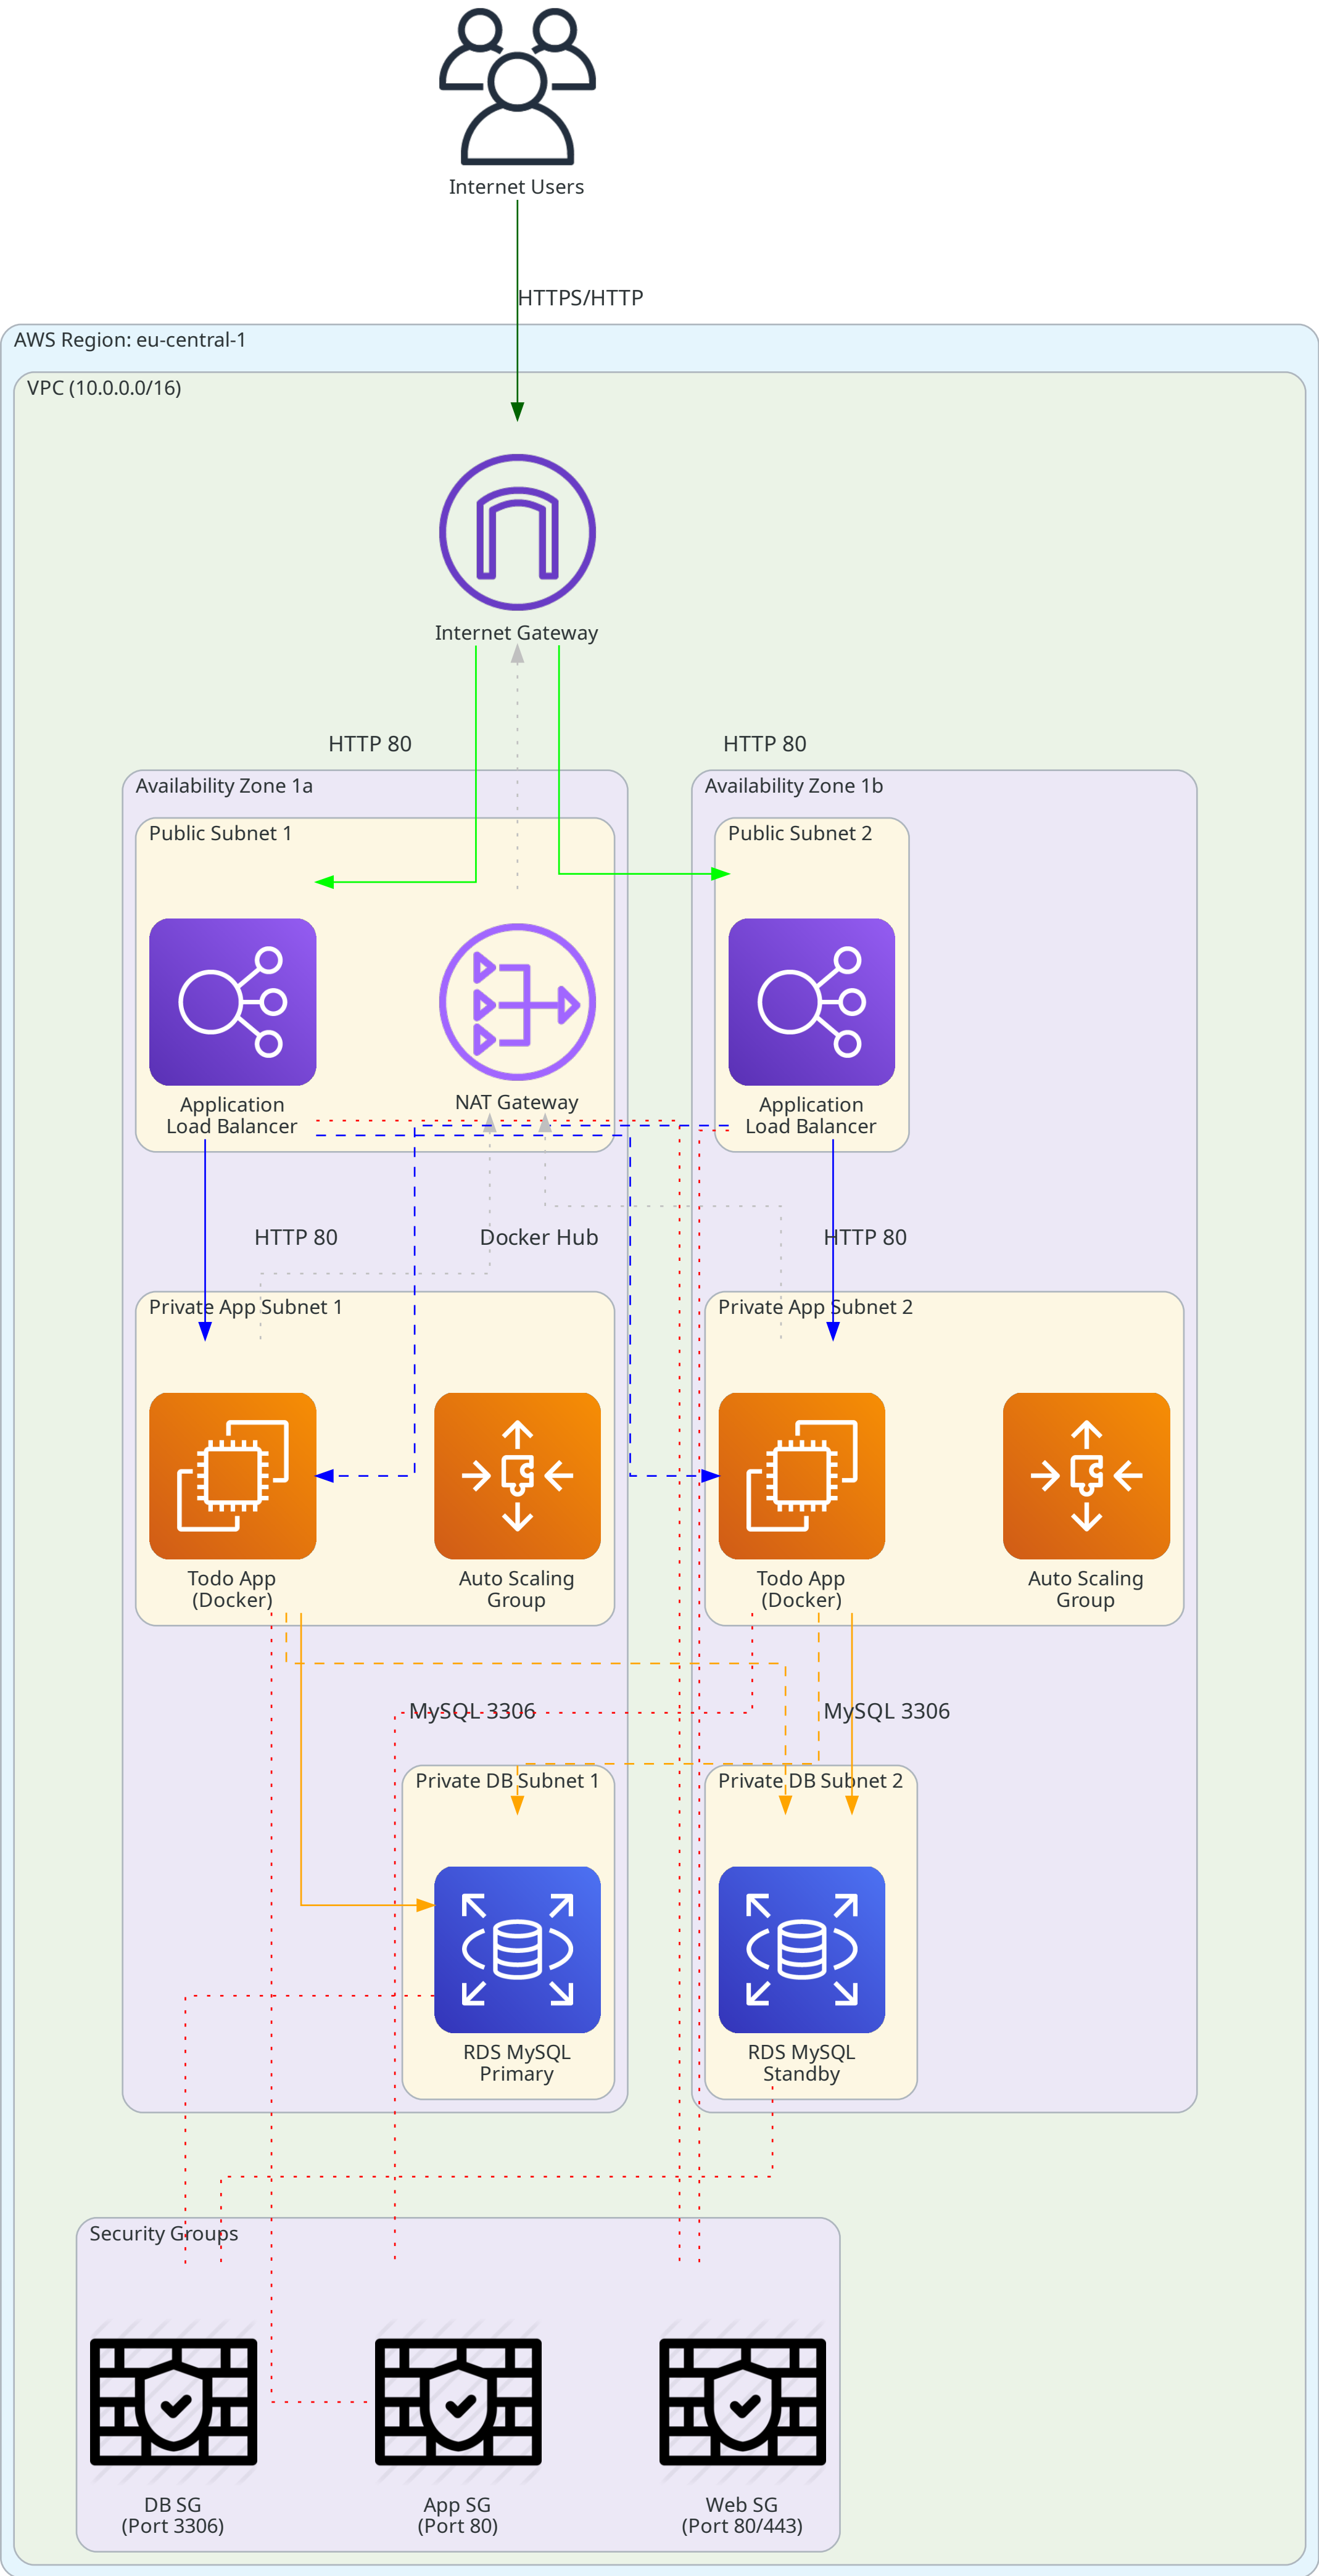 Internet Users
HTTPS/HTTP
AWS Region: eu-central-1
VPC (10.0.0.0/16)
Internet Gateway
HTTP 80
HTTP 80
Availability Zone 1a
Availability Zone 1b
Public Subnet 1
Public Subnet 2
Application
Load Balancer
NAT Gateway
Application
Load Balancer
HTTP 80
Docker Hub
HTTP 80
Private App Subnet 1
Private App Subnet 2
Todo App
(Docker)
Auto Scaling
Group
Todo App
(Docker)
Auto Scaling
Group
MySQL 3306
MySQL 3306
Private DB Subnet 1
Private DB Subnet 2
RDS MySQL
Primary
RDS MySQL
Standby
Security Groups
DB SG
(Port 3306)
App SG
(Port 80)
Web SG
(Port 80/443)